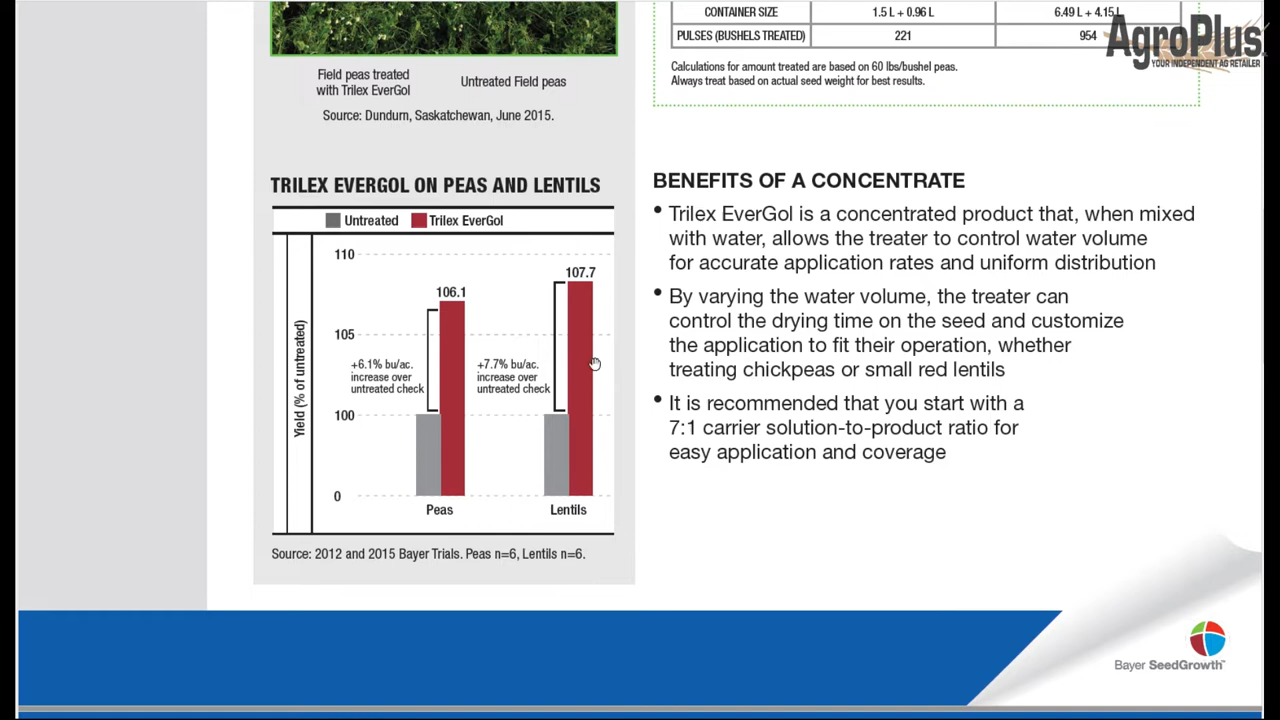 CONTAINER SIZE 1.5 L + 0.96 L 6.49 L + 4.15 L
PULSES (BUSHELS TREATED) 221 954
AgroPlus
YOUR INDEPENDENT AG RETAILER
Calculations for amount treated are based on 60 lbs/bushel peas.
Always treat based on actual seed weight for best results.
Field peas treated
with Trilex EverGol
Untreated Field peas
Source: Dundurn, Saskatchewan, June 2015.
TRILEX EVERGOL ON PEAS AND LENTILS
Untreated Trilex EverGol
Yield (% of untreated)
110
105
100
0
106.1
107.7
+6.1% bu/ac.
increase over
untreated check
+7.7% bu/ac.
increase over
untreated check
Peas Lentils
Source: 2012 and 2015 Bayer Trials. Peas n=6, Lentils n=6.
BENEFITS OF A CONCENTRATE
• Trilex EverGol is a concentrated product that, when mixed
with water, allows the treater to control water volume
for accurate application rates and uniform distribution
• By varying the water volume, the treater can
control the drying time on the seed and customize
the application to fit their operation, whether
treating chickpeas or small red lentils
• It is recommended that you start with a
7:1 carrier solution-to-product ratio for
easy application and coverage
Bayer SeedGrowth™